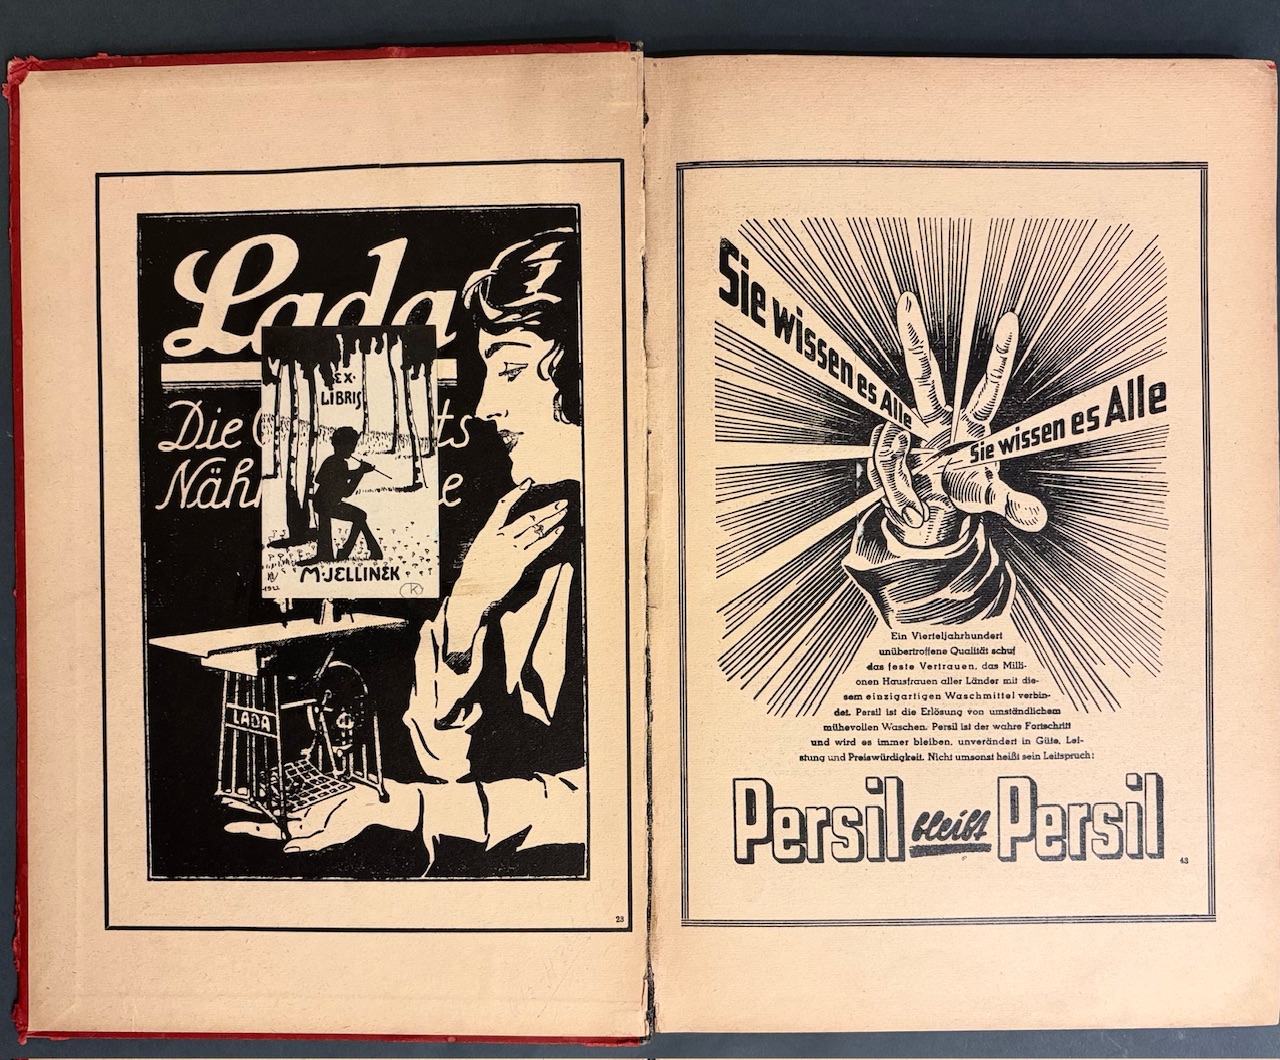 Lada
Die ts
Näh e
EX·
LIBRIS
M·JELLINEK
K
LADA
23
Sie wissen es Alle
Sie wissen es Alle
Ein Vierteljahrhundert
unübertroffene Qualität schuf
das feste Vertrauen, das Milli-
onen Hausfrauen aller Länder mit die-
sem einzigartigen Waschmittel verbin-
det. Persil ist die Erlösung von umständlichem
mühevollen Waschen. Persil ist der wahre Fortschritt
und wird es immer bleiben, unverändert in Güte, Lei-
stung und Preiswürdigkeit. Nicht umsonst heißt sein Leitspruch:
Persil bleibt Persil
43